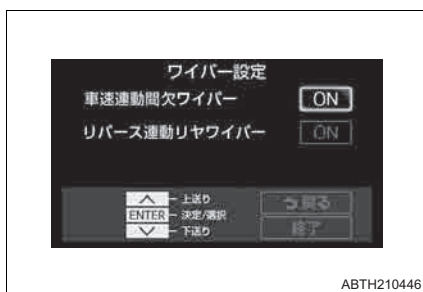 ワイパー設定
車速連動間欠ワイパー ON
リバース連動リヤワイパー ON
上送り
ENTER 決定/選択 戻る
下送り 終了
ABTH210446